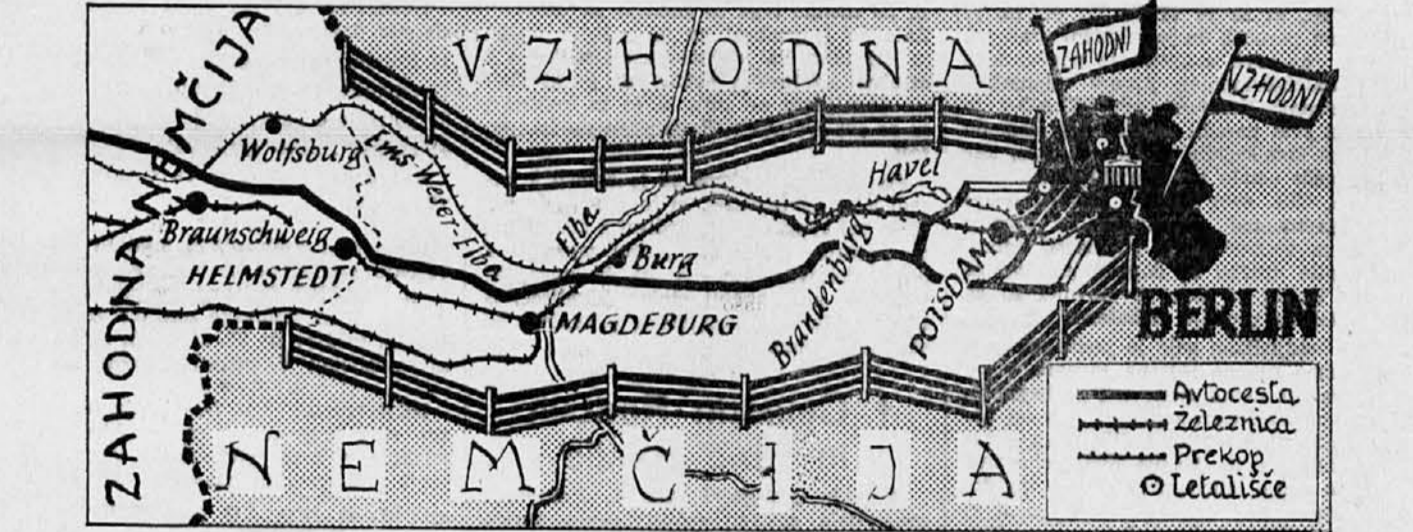 VZHODNA
ZAHODNI
VZHODNI
ZAHODNA NEMČIJA
Wolfsburg
Ems-Weser-Elba
Havel
Braunschweig
Elba
Burg
HELMSTEDT
Brandenburg
POTSDAM
MAGDEBURG
BERLIN
NEMČIJA
Avtocesta
Železnica
Prekop
Letališče